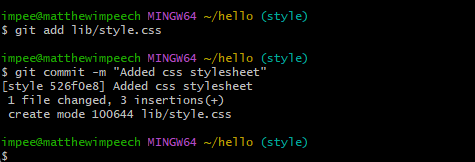 impee@matthewimpeech MINGW64 ~/hello (style)
$ git add lib/style.css
impee@matthewimpeech MINGW64 ~/hello (style)
$ git commit -m "Added css stylesheet"
[style 526f0e8] Added css stylesheet
1 file changed, 3 insertions(+)
create mode 100644 lib/style.css
impee@matthewimpeech MINGW64 ~/hello (style)
$